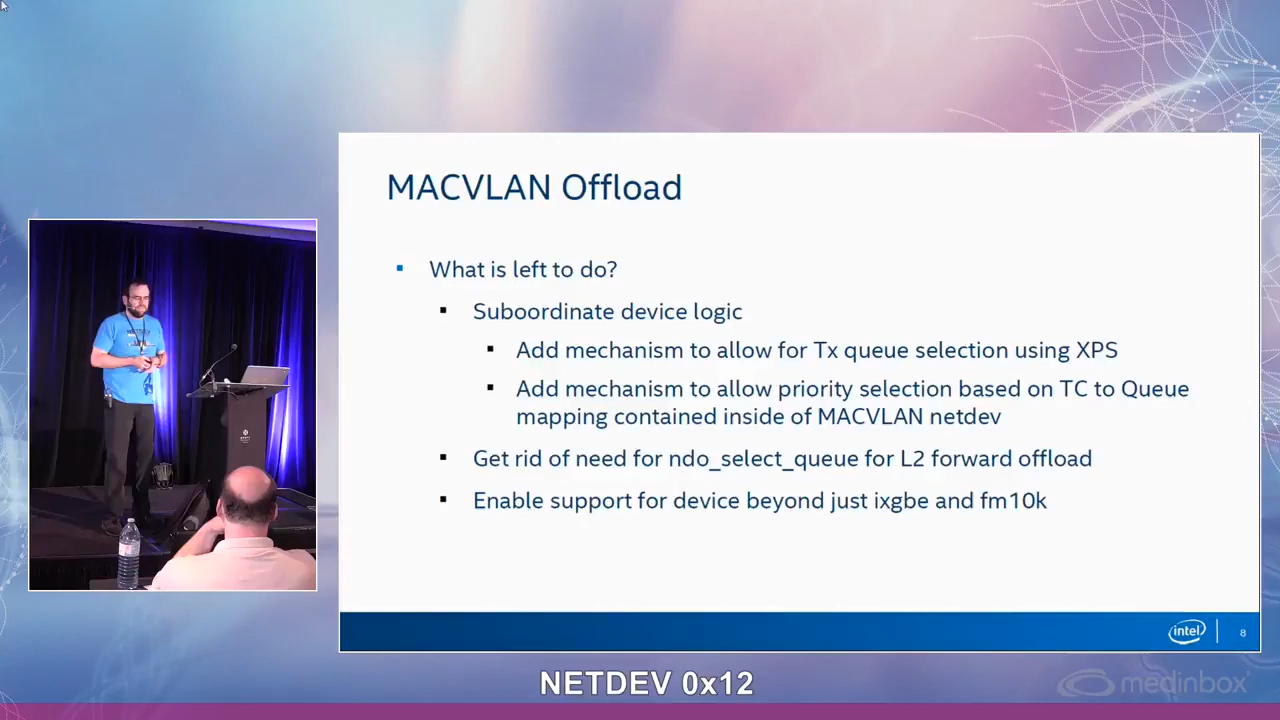 MACVLAN Offload
What is left to do?
Suboordinate device logic
Add mechanism to allow for Tx queue selection using XPS
Add mechanism to allow priority selection based on TC to Queue
mapping contained inside of MACVLAN netdev
Get rid of need for ndo_select_queue for L2 forward offload
Enable support for device beyond just ixgbe and fm10k
intel
8
NETDEV 0x12
medinbox